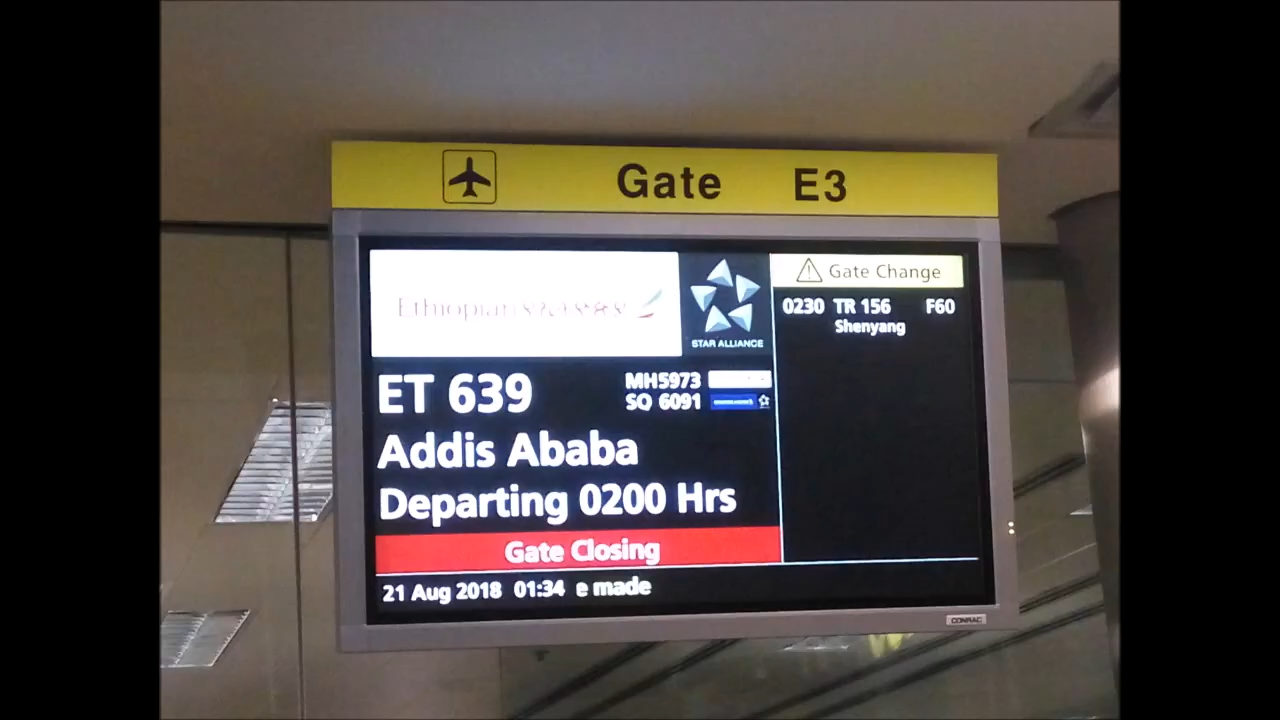 Gate E3
Ethiopian
STAR ALLIANCE
ET 639
MH5973
SQ 6091
Addis Ababa
Departing 0200 Hrs
Gate Closing
21 Aug 2018 01:34 e made
Gate Change
0230 TR 156 F60
Shenyang
CONRAC